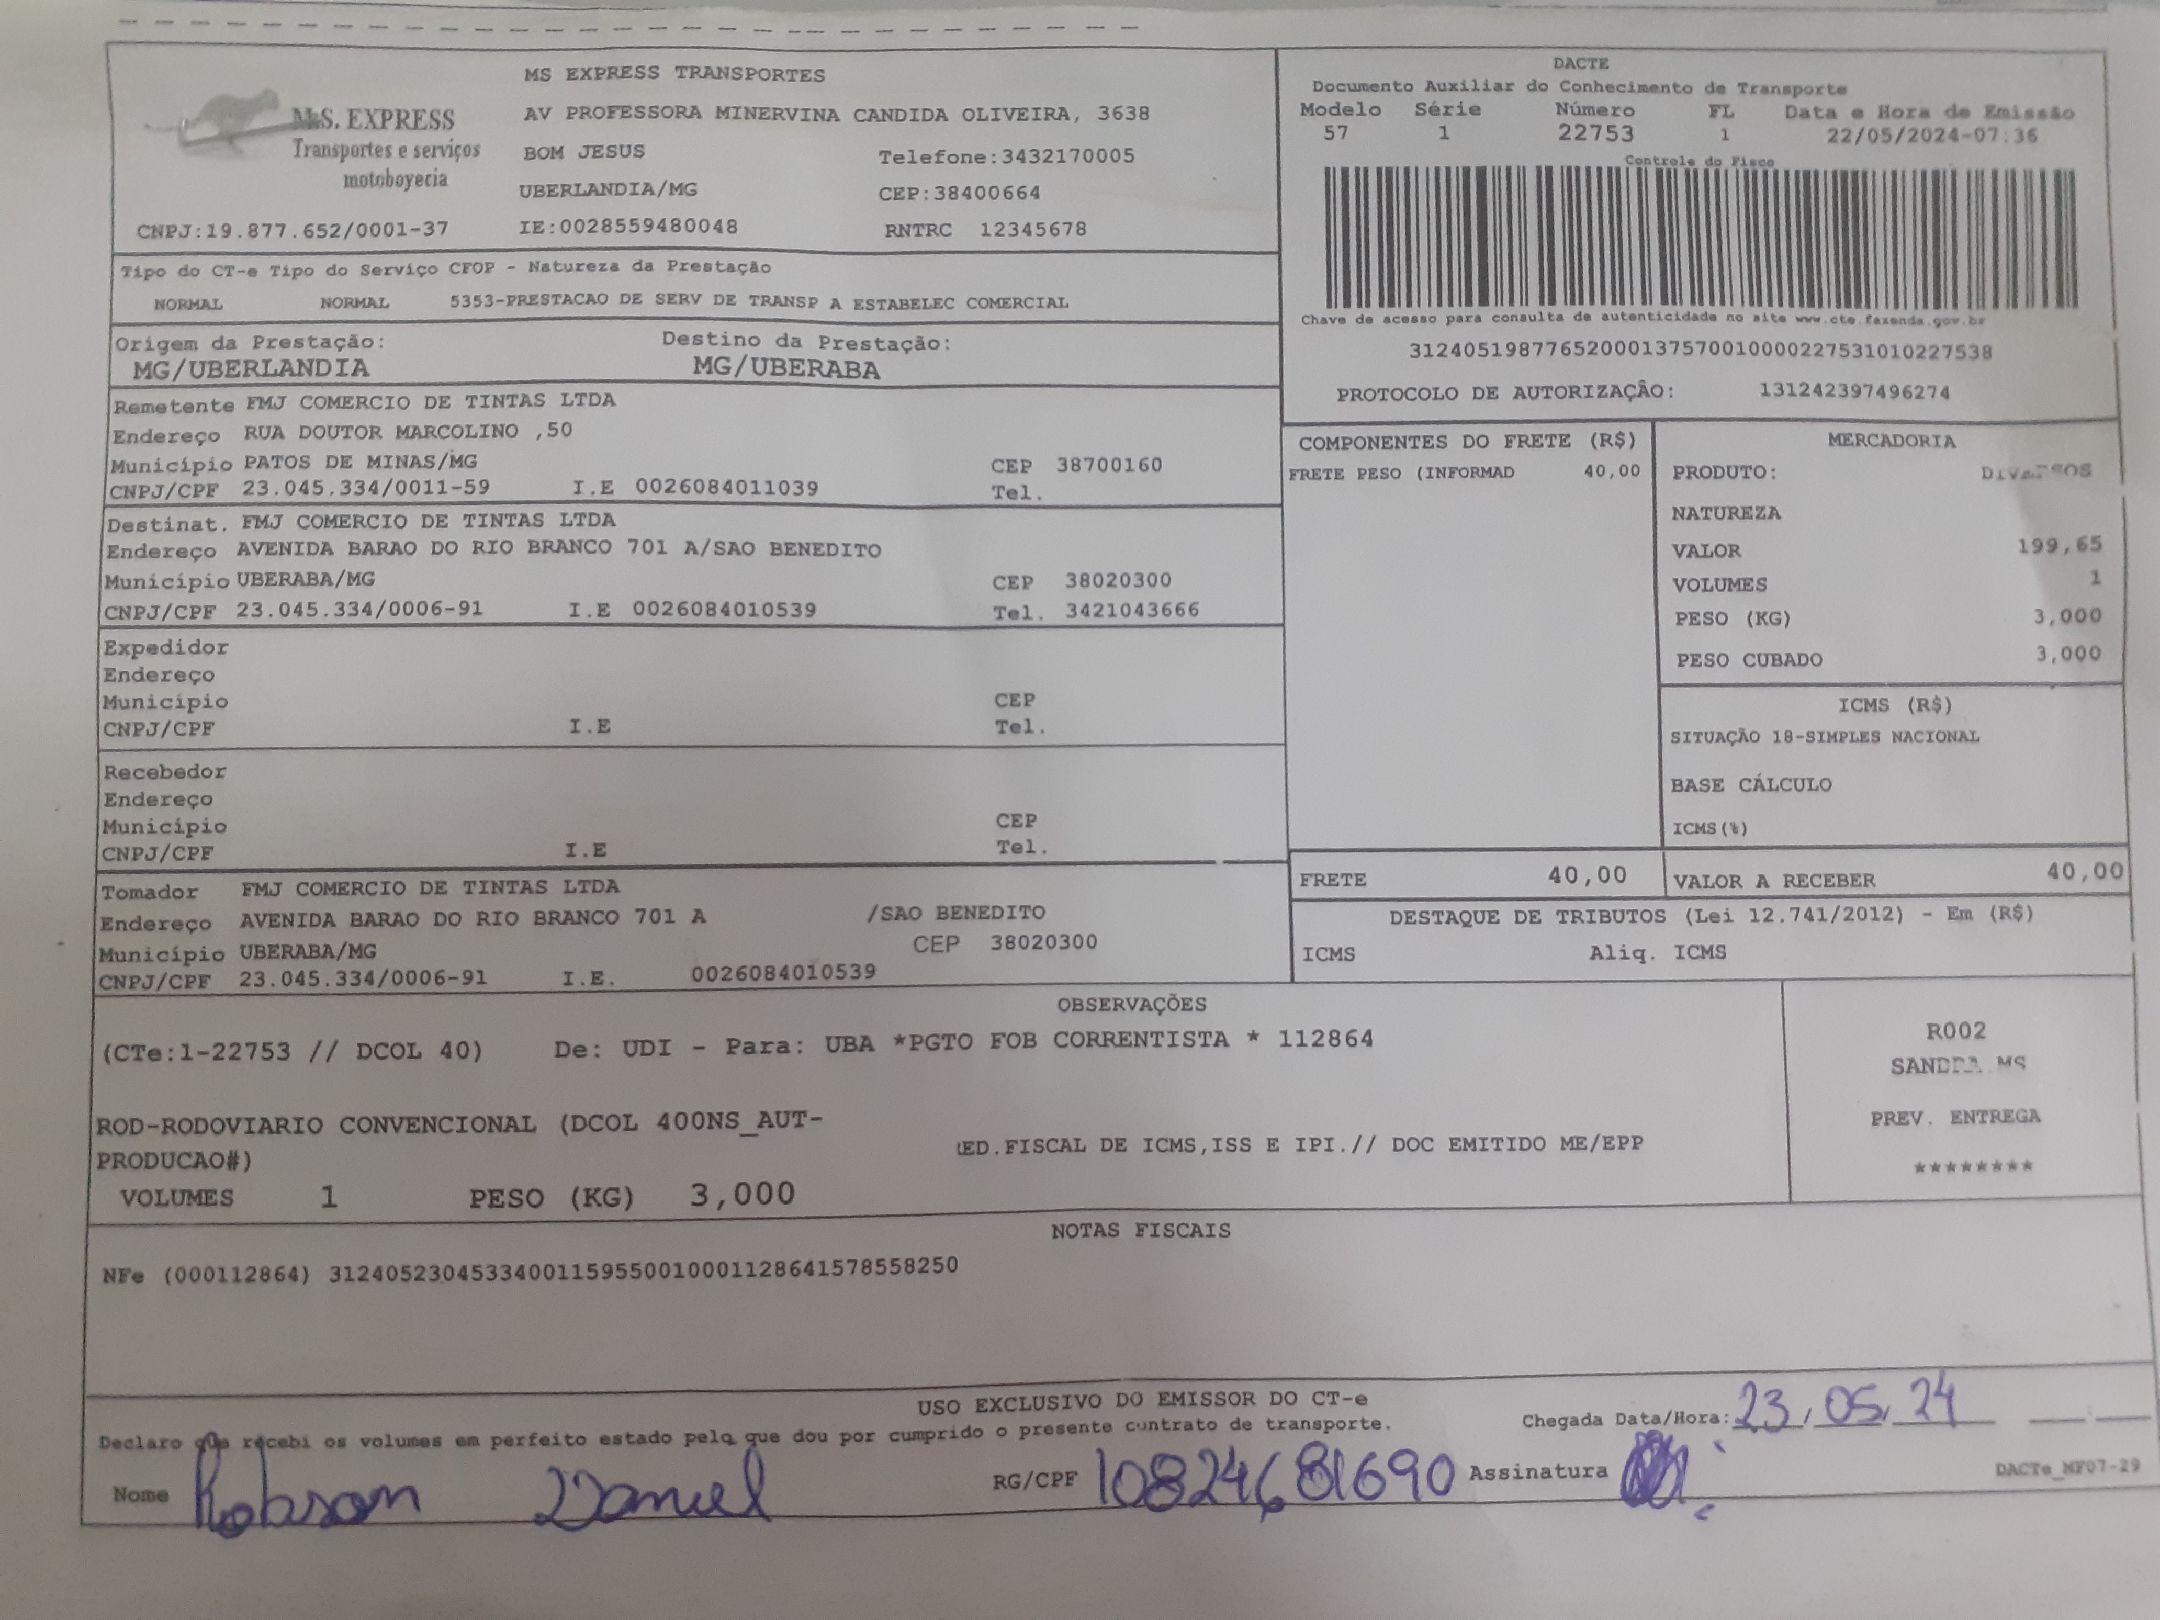 MS EXPRESS TRANSPORTES
M.S. EXPRESS
Transportes e serviços
motoboyecia
AV PROFESSORA MINERVINA CANDIDA OLIVEIRA, 3638
BOM JESUS Telefone:3432170005
UBERLANDIA/MG CEP:38400664
CNPJ:19.877.652/0001-37 IE:0028559480048 RNTRC 12345678
DACTE
Documento Auxiliar do Conhecimento de Transporte
Modelo Série Número FL Data e Hora de Emissão
57 1 22753 1 22/05/2024-07:36
Controle do Fisco
Chave de acesso para consulta de autenticidade no site www.cte.fazenda.gov.br
31240519877652000137570010000227531010227538
PROTOCOLO DE AUTORIZAÇÃO: 131242397496274
Tipo do CT-e Tipo do Serviço CFOP - Natureza da Prestação
NORMAL NORMAL 5353-PRESTACAO DE SERV DE TRANSP A ESTABELEC COMERCIAL
Origem da Prestação: Destino da Prestação:
MG/UBERLANDIA MG/UBERABA
Remetente FMJ COMERCIO DE TINTAS LTDA
Endereço RUA DOUTOR MARCOLINO ,50
Município PATOS DE MINAS/MG CEP 38700160
CNPJ/CPF 23.045.334/0011-59 I.E 0026084011039 Tel.
Destinat. FMJ COMERCIO DE TINTAS LTDA
Endereço AVENIDA BARAO DO RIO BRANCO 701 A/SAO BENEDITO
Município UBERABA/MG CEP 38020300
CNPJ/CPF 23.045.334/0006-91 I.E 0026084010539 Tel. 3421043666
Expedidor
Endereço
Município CEP
CNPJ/CPF I.E Tel.
Recebedor
Endereço
Município CEP
CNPJ/CPF I.E Tel.
Tomador FMJ COMERCIO DE TINTAS LTDA
Endereço AVENIDA BARAO DO RIO BRANCO 701 A /SAO BENEDITO
Município UBERABA/MG CEP 38020300
CNPJ/CPF 23.045.334/0006-91 I.E. 0026084010539
COMPONENTES DO FRETE (R$)
FRETE PESO (INFORMAD 40,00
MERCADORIA
PRODUTO: DIVERSOS
NATUREZA
VALOR 199,65
VOLUMES 1
PESO (KG) 3,000
PESO CUBADO 3,000
ICMS (R$)
SITUAÇÃO 18-SIMPLES NACIONAL
BASE CÁLCULO
ICMS(%)
FRETE 40,00 VALOR A RECEBER 40,00
DESTAQUE DE TRIBUTOS (Lei 12.741/2012) - Em (R$)
ICMS Aliq. ICMS
OBSERVAÇÕES
(CTe:1-22753 // DCOL 40) De: UDI - Para: UBA *PGTO FOB CORRENTISTA * 112864
ROD-RODOVIARIO CONVENCIONAL (DCOL 400NS_AUT-
PRODUCAO#)
ED.FISCAL DE ICMS,ISS E IPI.// DOC EMITIDO ME/EPP
VOLUMES 1 PESO (KG) 3,000
R002
SANDRA.MS
PREV. ENTREGA
********
NOTAS FISCAIS
NFe (000112864) 31240523045334001159550010001128641578558250
USO EXCLUSIVO DO EMISSOR DO CT-e
Declaro que recebi os volumes em perfeito estado pelo que dou por cumprido o presente contrato de transporte.
Chegada Data/Hora: 23/05/24
Nome Robson Daniel RG/CPF 10824681690 Assinatura
DACTe_MF07-29